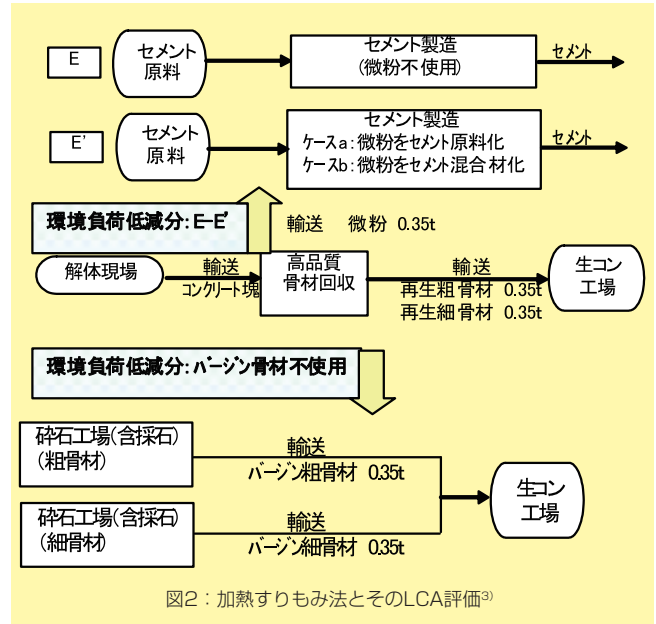 E
セメント
原料
セメント製造
(微粉不使用)
セメント
E'
セメント
原料
セメント製造
ケースa:微粉をセメント原料化
ケースb:微粉をセメント混合材化
セメント
環境負荷低減分:E-E'
輸送 微粉 0.35t
解体現場
輸送
コンクリート塊
高品質
骨材回収
輸送
再生粗骨材 0.35t
再生細骨材 0.35t
生コン
工場
環境負荷低減分:バージン骨材不使用
砕石工場(含採石)
(粗骨材)
輸送
バージン粗骨材 0.35t
砕石工場(含採石)
(細骨材)
輸送
バージン細骨材 0.35t
生コン
工場
図2:加熱すりもみ法とそのLCA評価3)